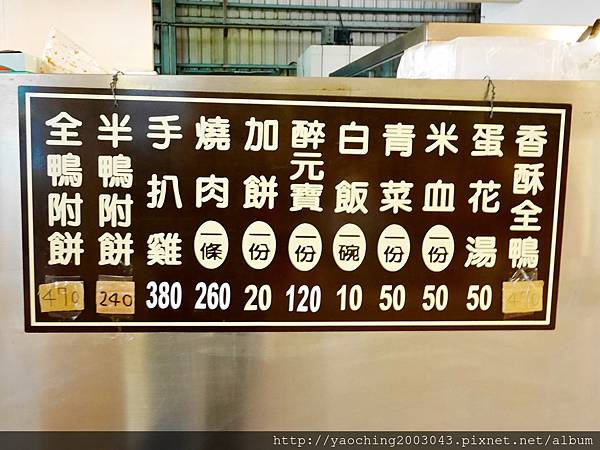 香酥全鴨 470
蛋花湯 50
米血 一份 50
青菜 一份 50
白飯 一碗 10
醉元寶 一份 120
加餅 一份 20
燒肉 一條 260
手扒雞 380
半鴨附餅 240
全鴨附餅 470
http://yaoching2003043.pixnet.net/album